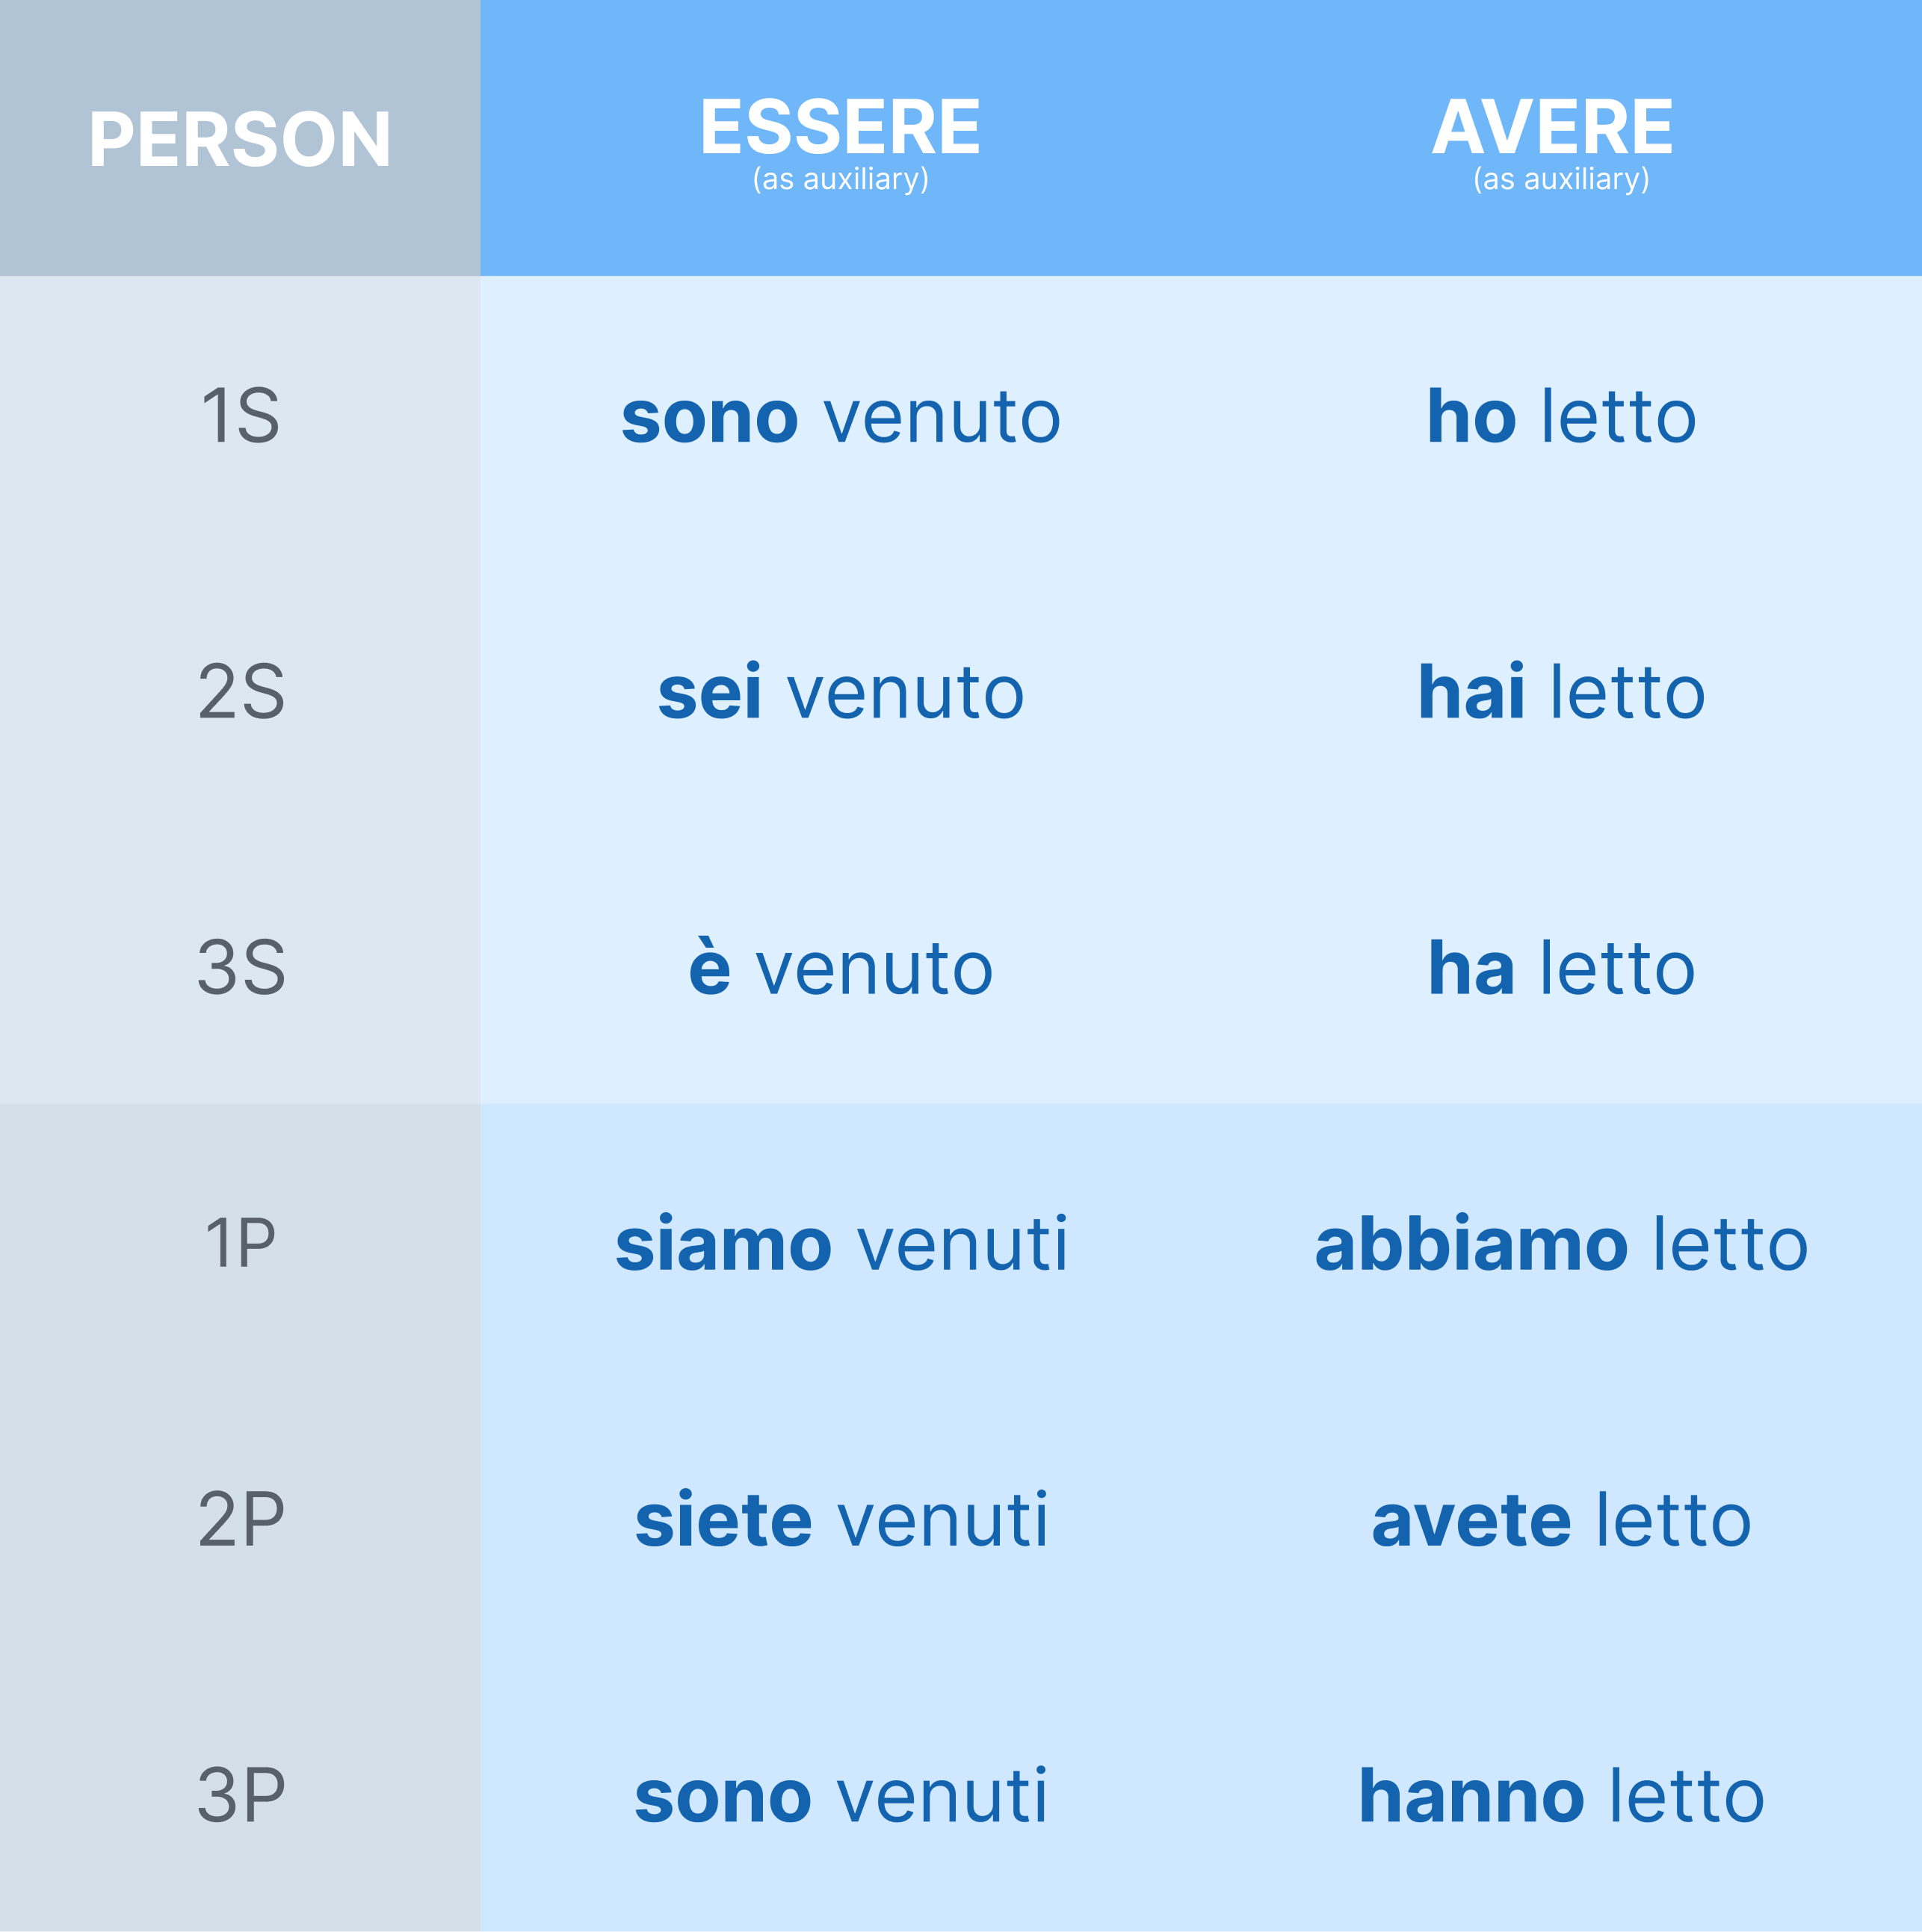 PERSON ESSERE AVERE
(as auxiliary) (as auxiliary)
1S sono venuto ho letto
2S sei venuto hai letto
3S è venuto ha letto
1P siamo venuti abbiamo letto
2P siete venuti avete letto
3P sono venuti hanno letto